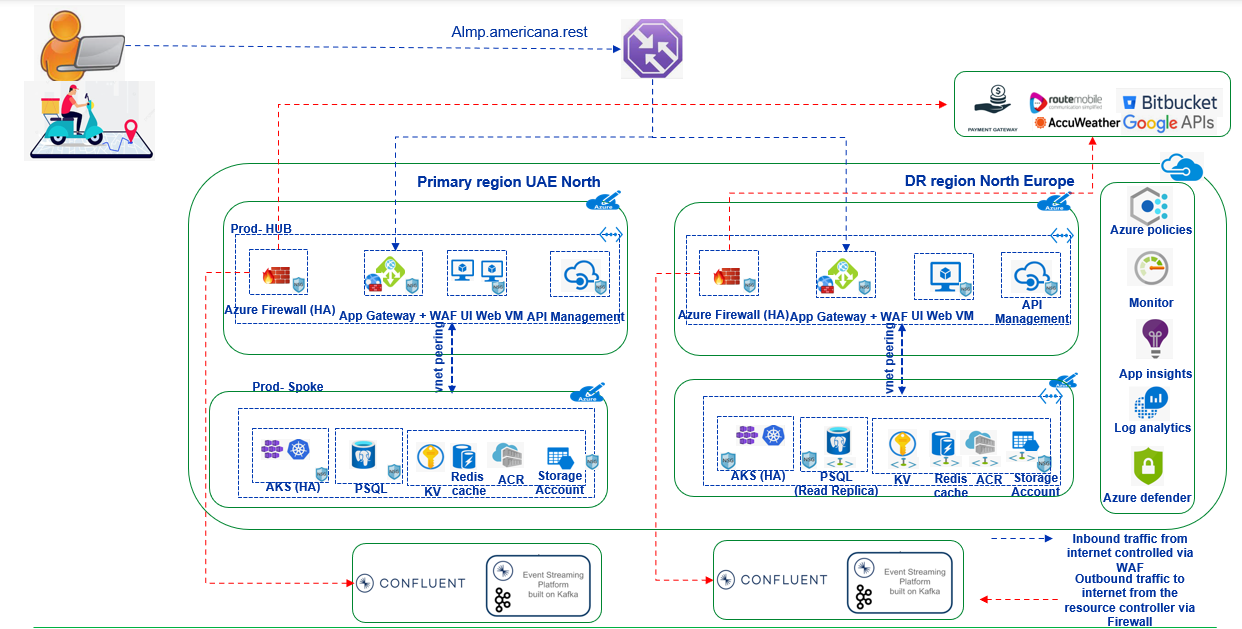 AImp.americana.rest
routemobile
communication simplified
Bitbucket
PAYMENT GATEWAY
AccuWeather
Google APIs
Primary region UAE North
DR region North Europe
Azure
Azure
Prod- HUB
Azure Firewall (HA)
App Gateway + WAF
UI Web VM
API Management
Azure Firewall (HA)
App Gateway + WAF
UI Web VM
API
Management
vnet peering
vnet peering
Prod- Spoke
Azure
Azure
AKS (HA)
PSQL
KV
Redis
cache
ACR
Storage
Account
AKS (HA)
PSQL
(Read Replica)
KV
Redis
cache
ACR
Storage
Account
Azure policies
Monitor
App insights
Log analytics
Azure defender
CONFLUENT
Event Streaming
Platform
built on Kafka
CONFLUENT
Event Streaming
Platform
built on Kafka
Inbound traffic from
internet controlled via
WAF
Outbound traffic to
internet from the
resource controller via
Firewall